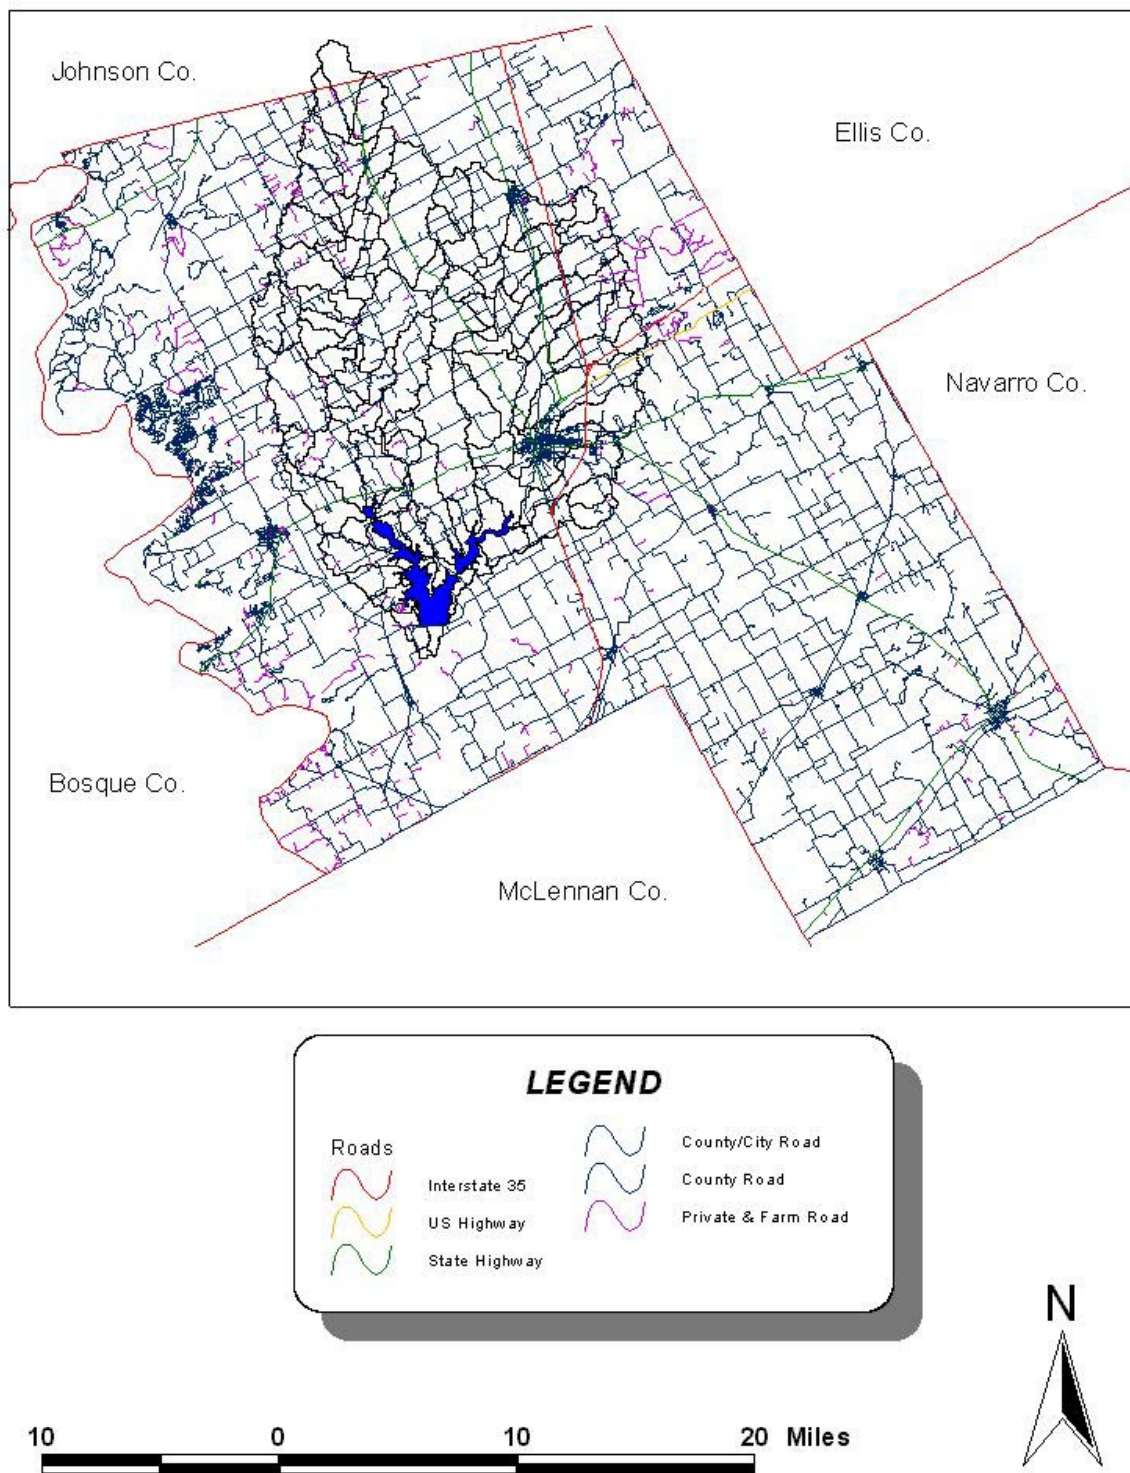 Johnson Co.
Ellis Co.
Navarro Co.
Bosque Co.
McLennan Co.
LEGEND
Roads
Interstate 35
US Highway
State Highway
County/City Road
County Road
Private & Farm Road
N
10 0 10 20 Miles